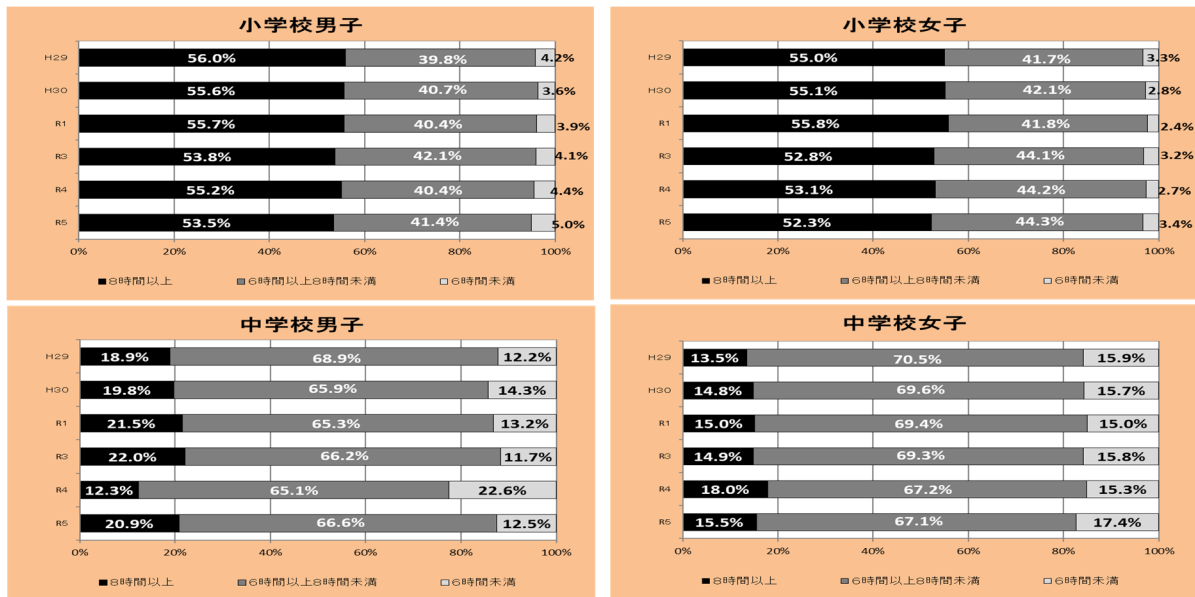 小学校男子
H29 56.0% 39.8% 4.2%
H30 55.6% 40.7% 3.6%
R1 55.7% 40.4% 3.9%
R3 53.8% 42.1% 4.1%
R4 55.2% 40.4% 4.4%
R5 53.5% 41.4% 5.0%
0% 20% 40% 60% 80% 100%
■8時間以上 ■6時間以上8時間未満 □6時間未満
小学校女子
H29 55.0% 41.7% 3.3%
H30 55.1% 42.1% 2.8%
R1 55.8% 41.8% 2.4%
R3 52.8% 44.1% 3.2%
R4 53.1% 44.2% 2.7%
R5 52.3% 44.3% 3.4%
0% 20% 40% 60% 80% 100%
■8時間以上 ■6時間以上8時間未満 □6時間未満
中学校男子
H29 18.9% 68.9% 12.2%
H30 19.8% 65.9% 14.3%
R1 21.5% 65.3% 13.2%
R3 22.0% 66.2% 11.7%
R4 12.3% 65.1% 22.6%
R5 20.9% 66.6% 12.5%
0% 20% 40% 60% 80% 100%
■8時間以上 ■6時間以上8時間未満 □6時間未満
中学校女子
H29 13.5% 70.5% 15.9%
H30 14.8% 69.6% 15.7%
R1 15.0% 69.4% 15.0%
R3 14.9% 69.3% 15.8%
R4 18.0% 67.2% 15.3%
R5 15.5% 67.1% 17.4%
0% 20% 40% 60% 80% 100%
■8時間以上 ■6時間以上8時間未満 □6時間未満